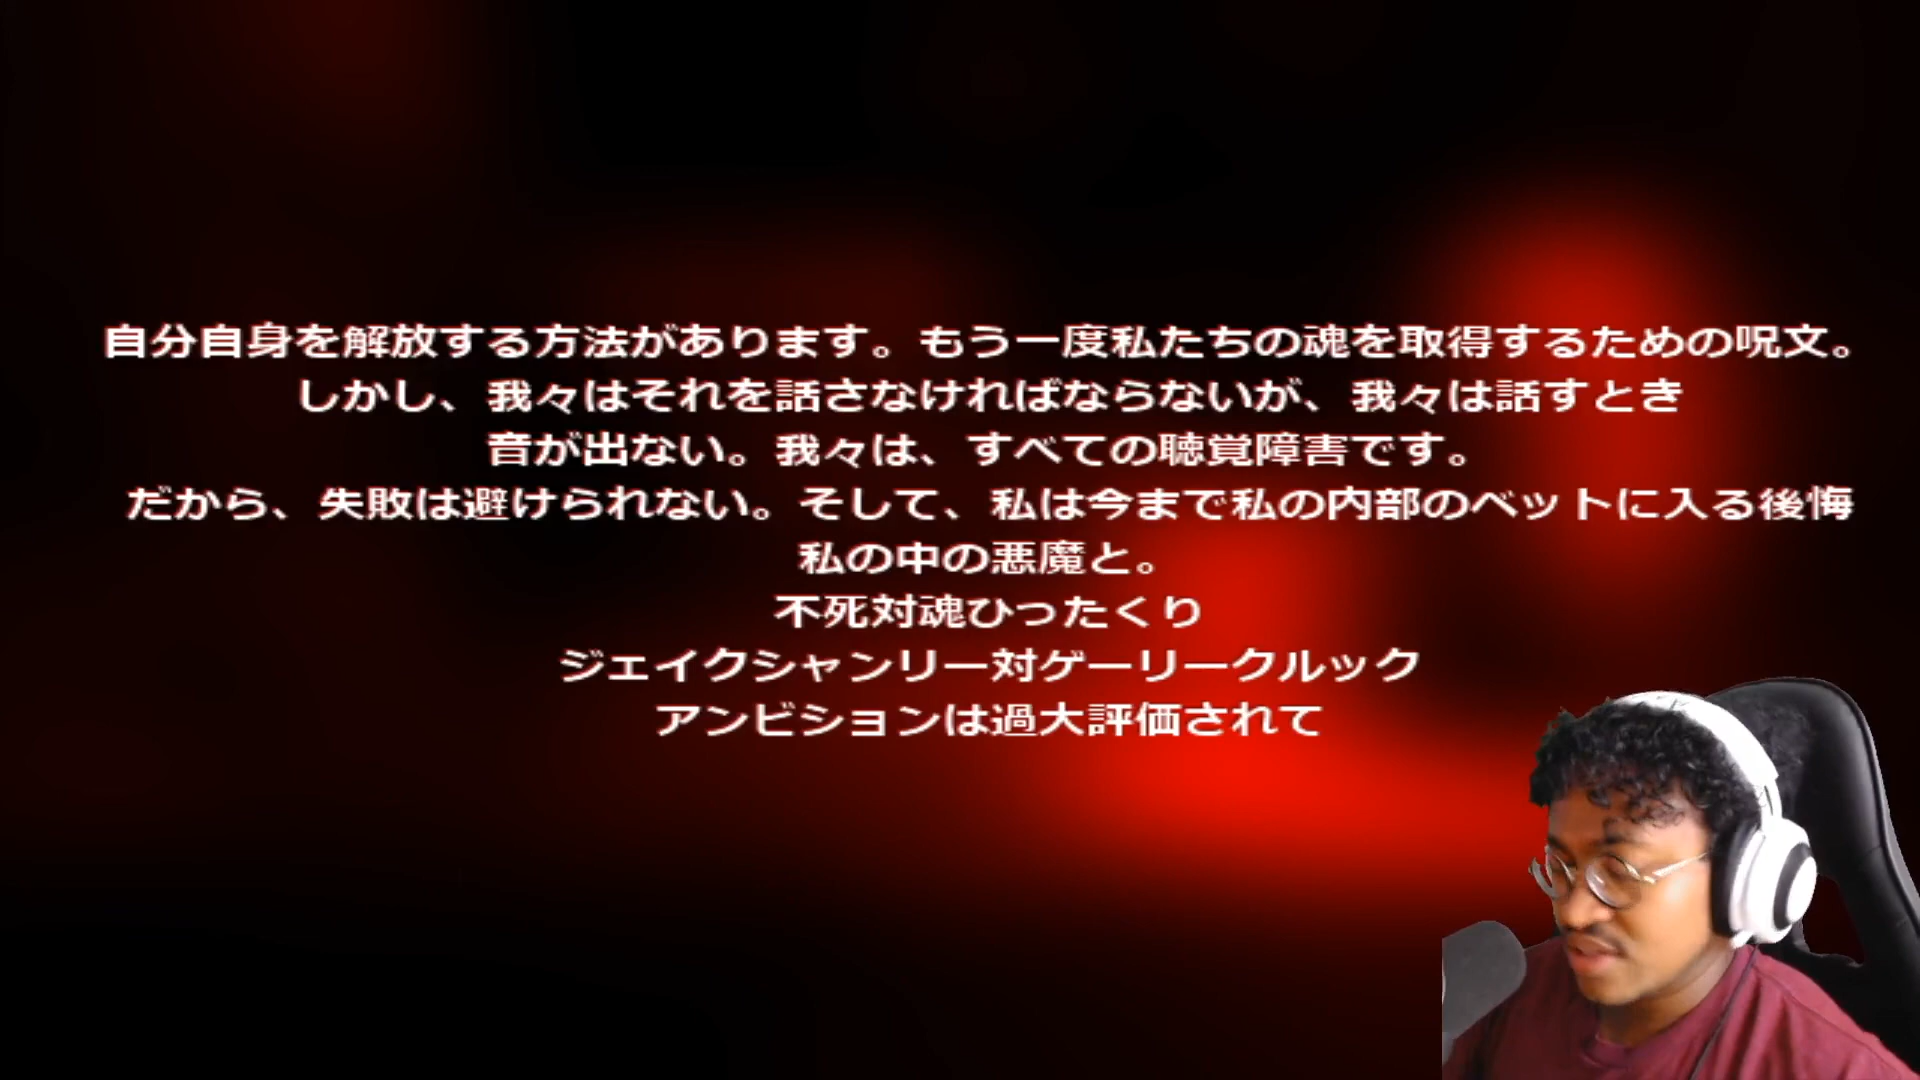 自分自身を解放する方法があります。もう一度私たちの魂を取得するための呪文。
しかし、我々はそれを話さなければならないが、我々は話すとき
音が出ない。我々は、すべての聴覚障害です。
だから、失敗は避けられない。そして、私は今まで私の内部のベットに入る後悔
私の中の悪魔と。
不死対魂ひったくり
ジェイクシャンリー対ゲーリークルック
アンビションは過大評価されて